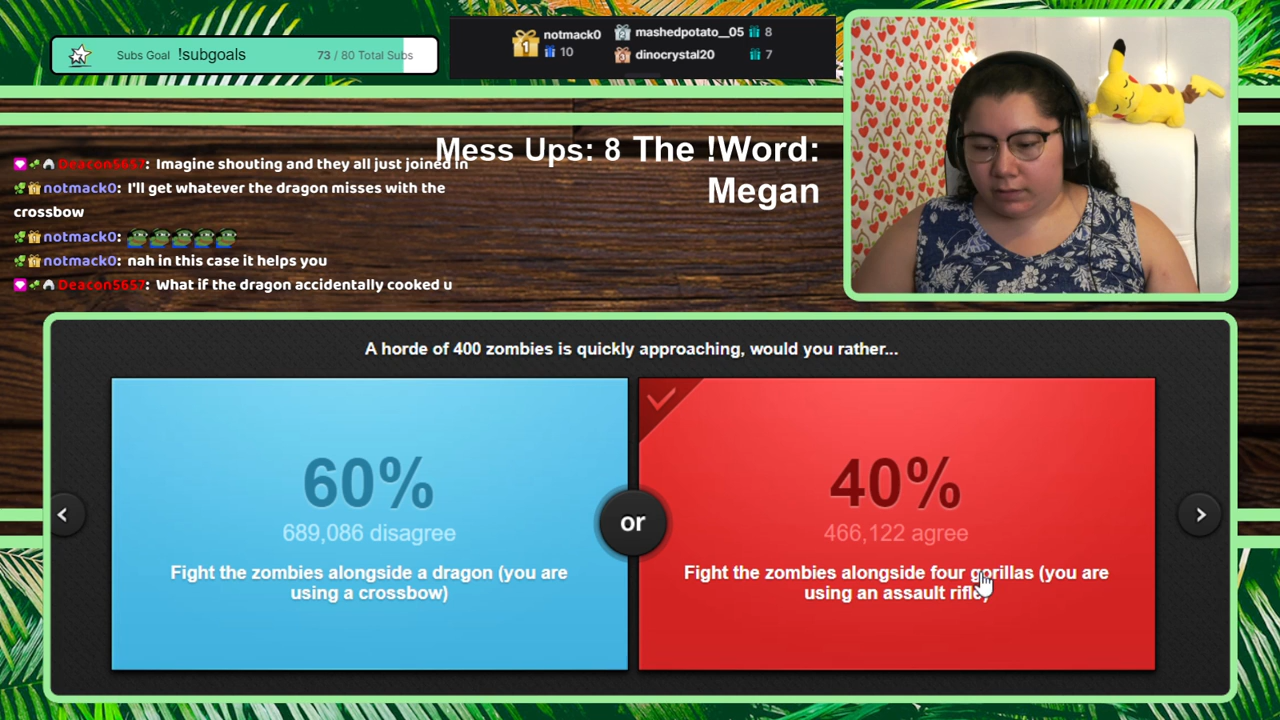 Subs Goal !subgoals 73 / 80 Total Subs
1 notmack0 10
2 mashedpotato__05 8
3 dinocrystal20 7
Mess Ups: 8 The !Word:
Megan
Deacon5657: Imagine shouting and they all just joined in
notmack0: I'll get whatever the dragon misses with the
crossbow
notmack0:
notmack0: nah in this case it helps you
Deacon5657: What if the dragon accidentally cooked u
A horde of 400 zombies is quickly approaching, would you rather...
60%
689,086 disagree
Fight the zombies alongside a dragon (you are
using a crossbow)
or
40%
466,122 agree
Fight the zombies alongside four gorillas (you are
using an assault rifle)